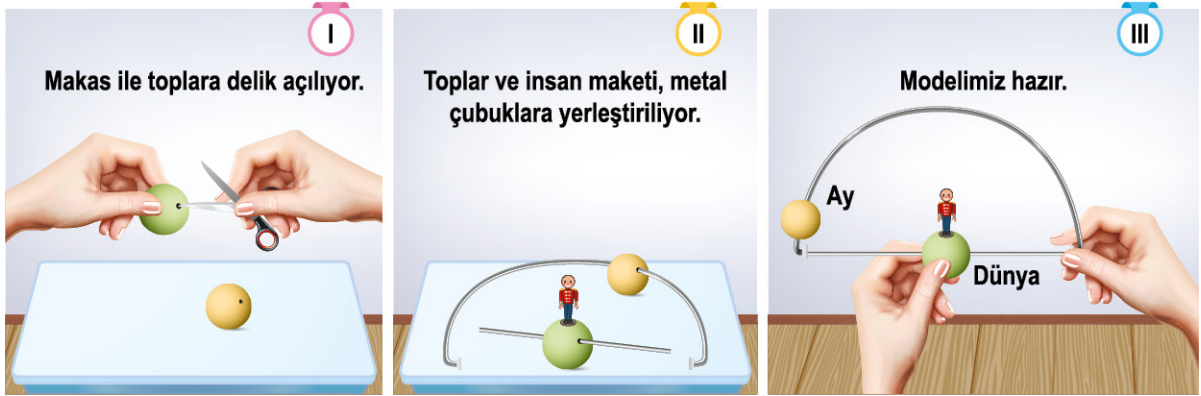 I
Makas ile toplara delik açılıyor.
II
Toplar ve insan maketi, metal
çubuklara yerleştiriliyor.
III
Modelimiz hazır.
Ay
Dünya